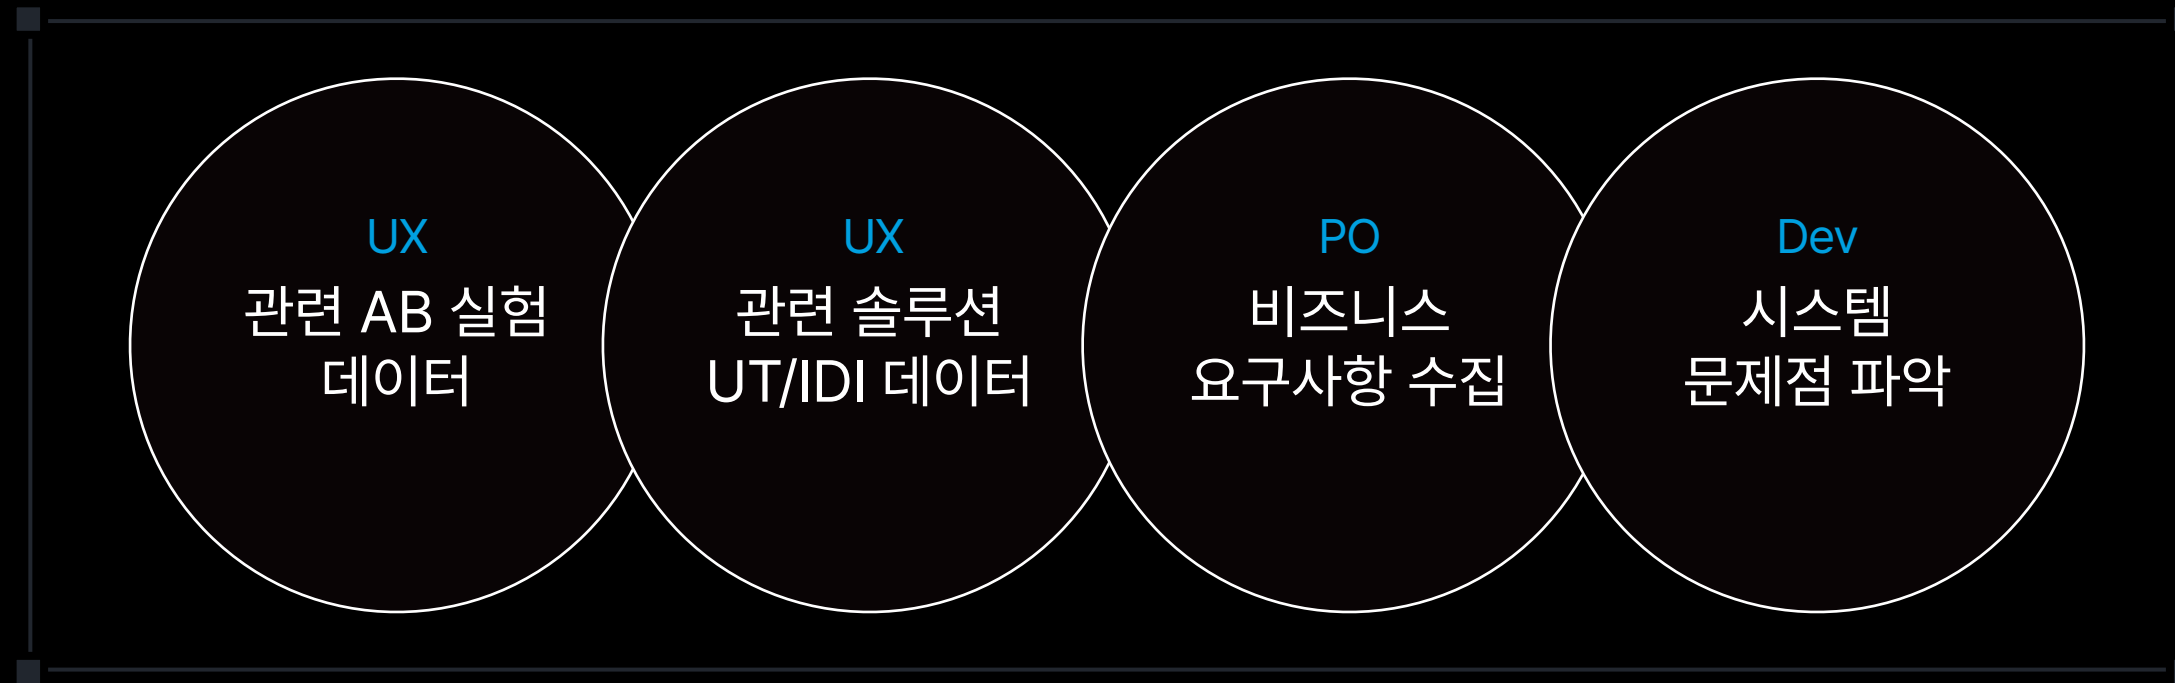 UX
관련 AB 실험
데이터
UX
관련 솔루션
UT/IDI 데이터
PO
비즈니스
요구사항 수집
Dev
시스템
문제점 파악